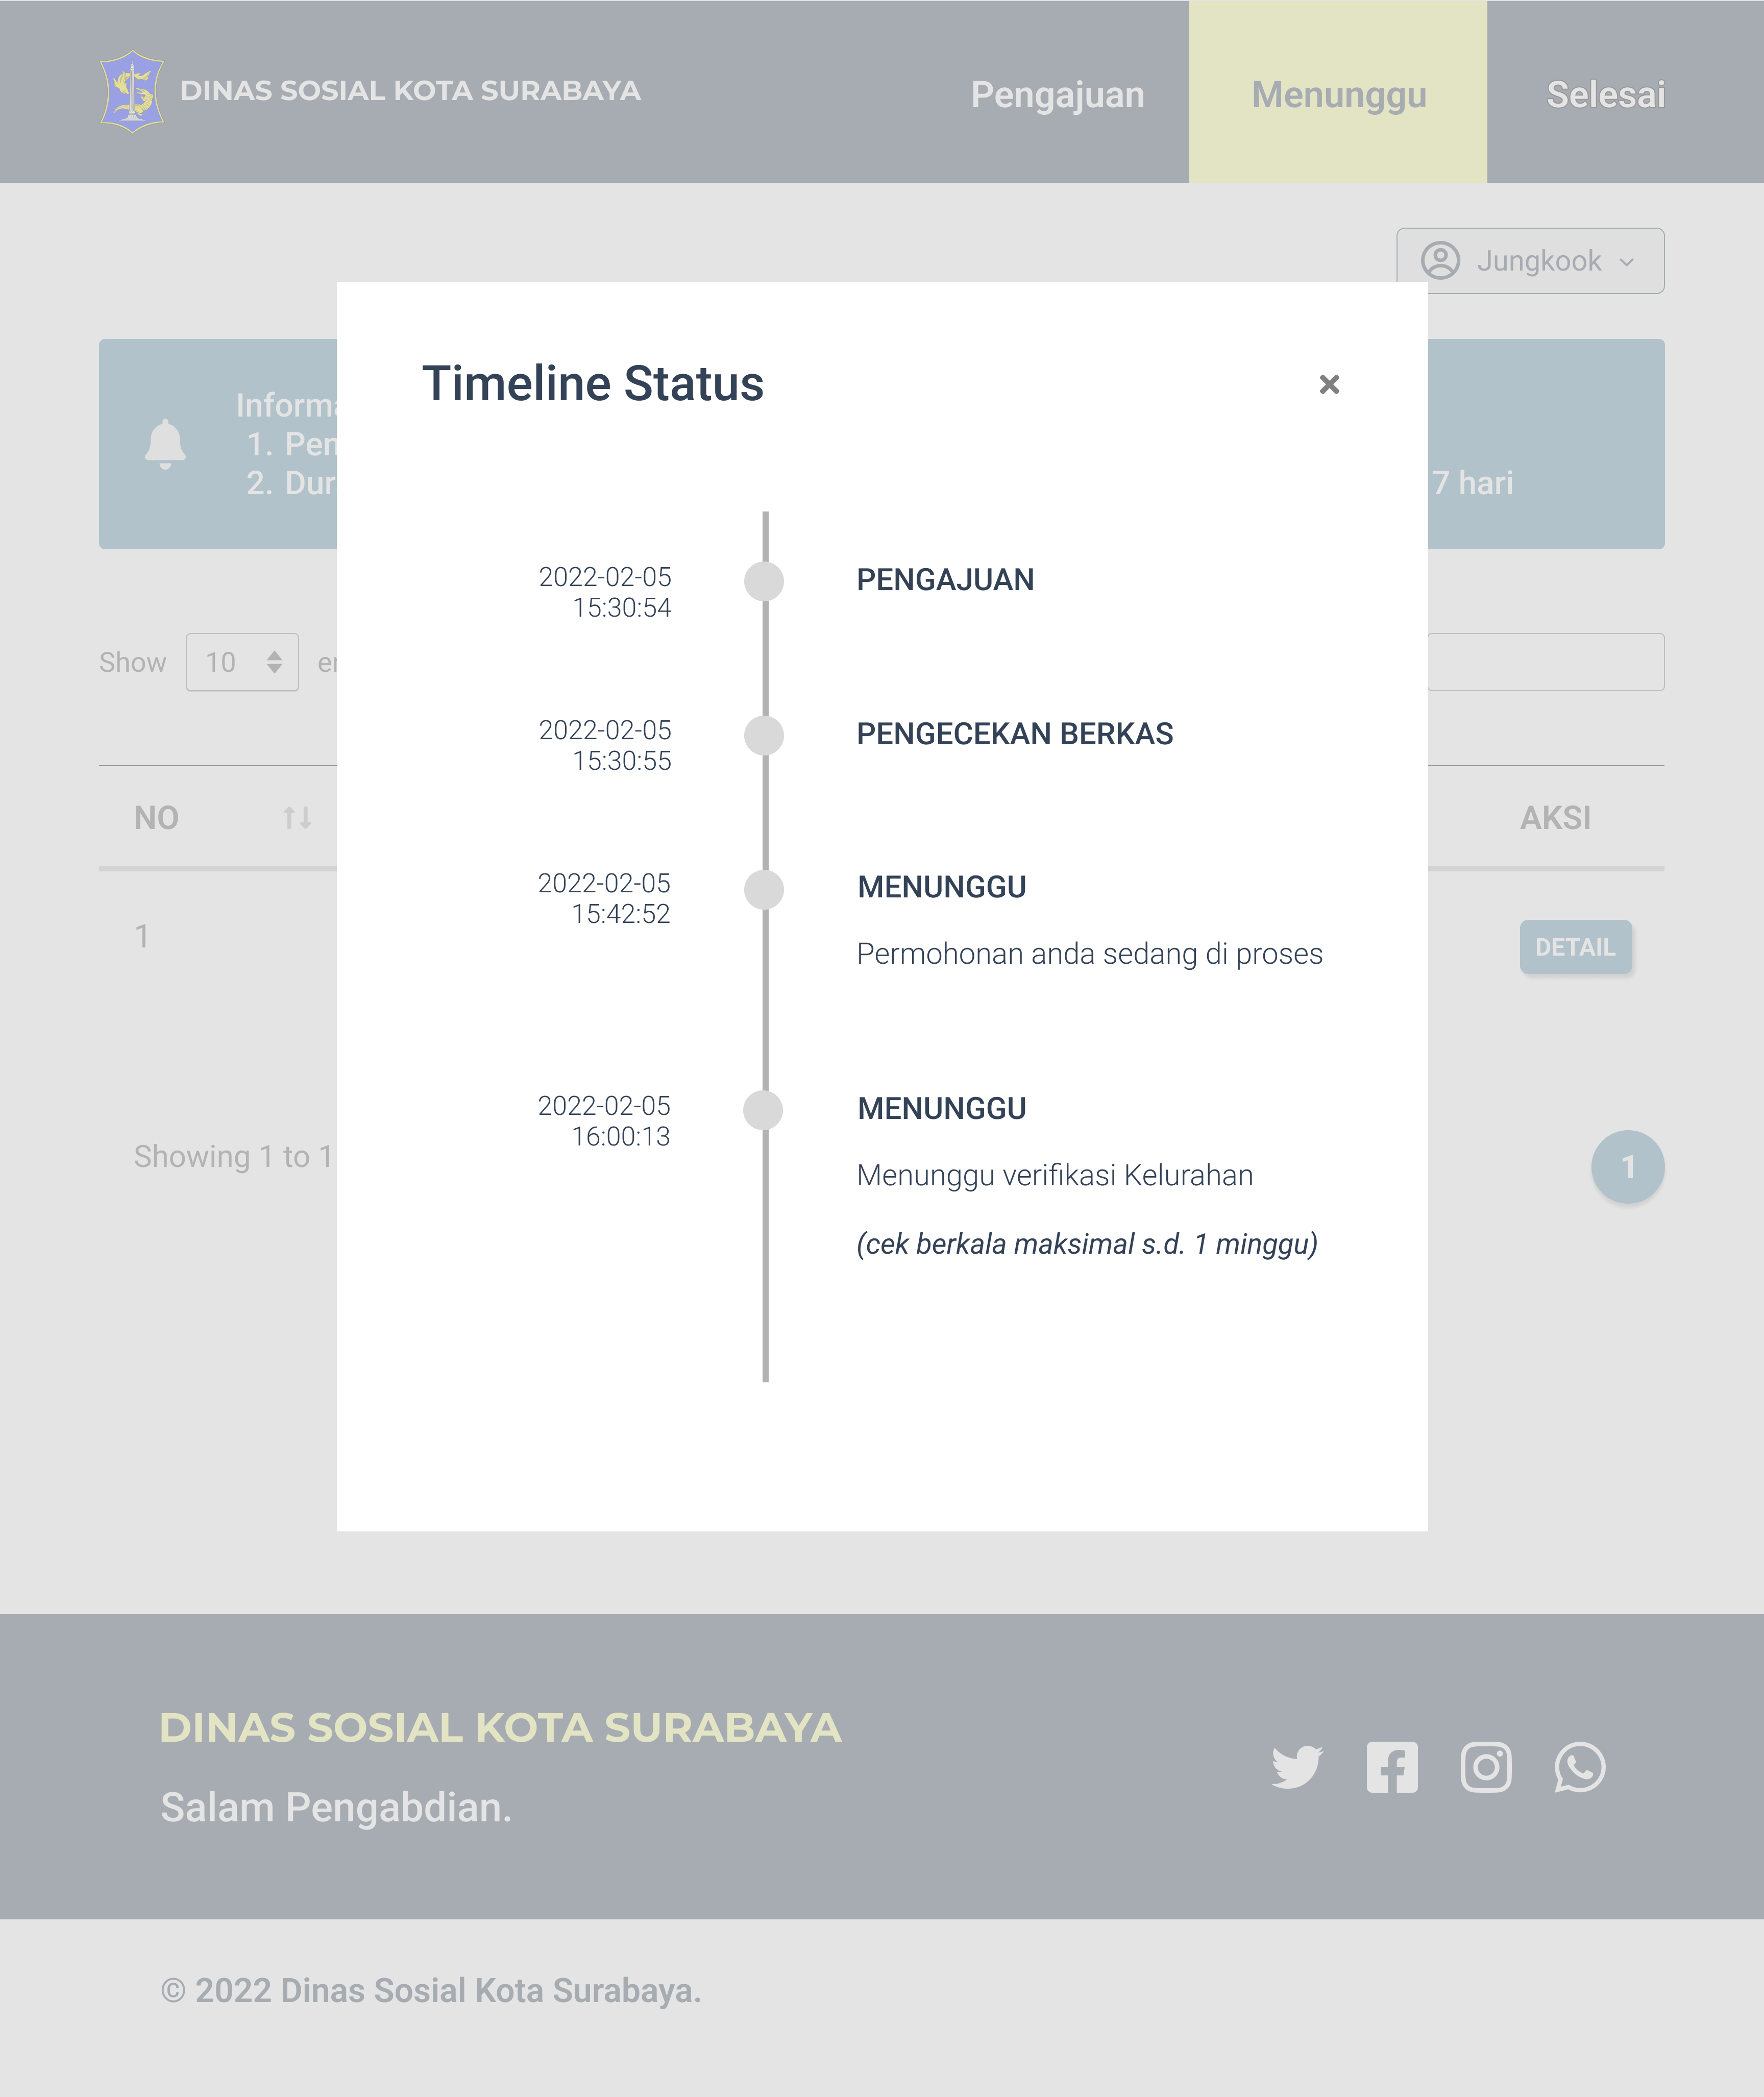 DINAS SOSIAL KOTA SURABAYA
Pengajuan
Menunggu
Selesai
Jungkook
1.
2.
7 hari
Timeline Status
2022-02-05
15:30:54
PENGAJUAN
Show
10
2022-02-05
15:30:55
PENGECEKAN BERKAS
NO
AKSI
2022-02-05
15:42:52
MENUNGGU
1
DETAIL
Permohonan anda sedang di proses
2022-02-05
16:00:13
MENUNGGU
Showing 1 to 1
1
Menunggu verifikasi Kelurahan
(cek berkala maksimal s.d. 1 minggu)
DINAS SOSIAL KOTA SURABAYA
Salam Pengabdian.
© 2022 Dinas Sosial Kota Surabaya.